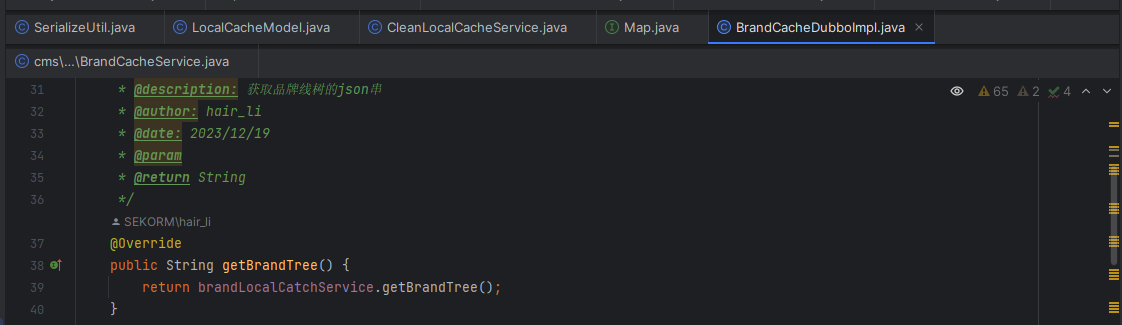 SerializeUtil.java LocalCacheModel.java CleanLocalCacheService.java Map.java BrandCacheDubboImpl.java
cms\...\BrandCacheService.java
31 * @description: 获取品牌线树的json串
65 2 4
32 * @author: hair_li
33 * @date: 2023/12/19
34 * @param
35 * @return String
36 */
SEKORM\hair_li
37 @Override
38 public String getBrandTree() {
39 return brandLocalCatchService.getBrandTree();
40 }